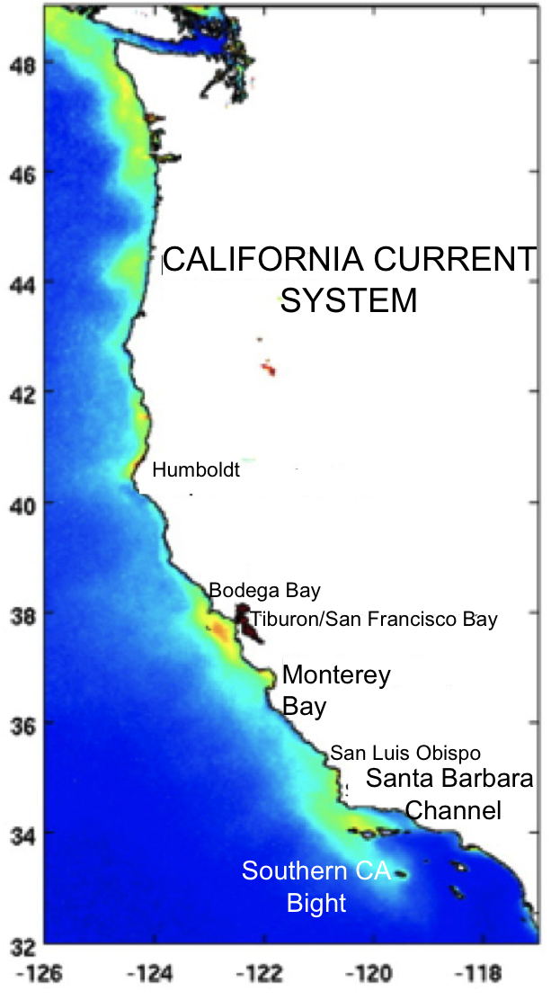 48
46
CALIFORNIA CURRENT
SYSTEM
44
42
Humboldt
40
Bodega Bay
38
Tiburon/San Francisco Bay
Monterey
Bay
36
San Luis Obispo
Santa Barbara
Channel
34
Southern CA
Bight
32
-126 -124 -122 -120 -118